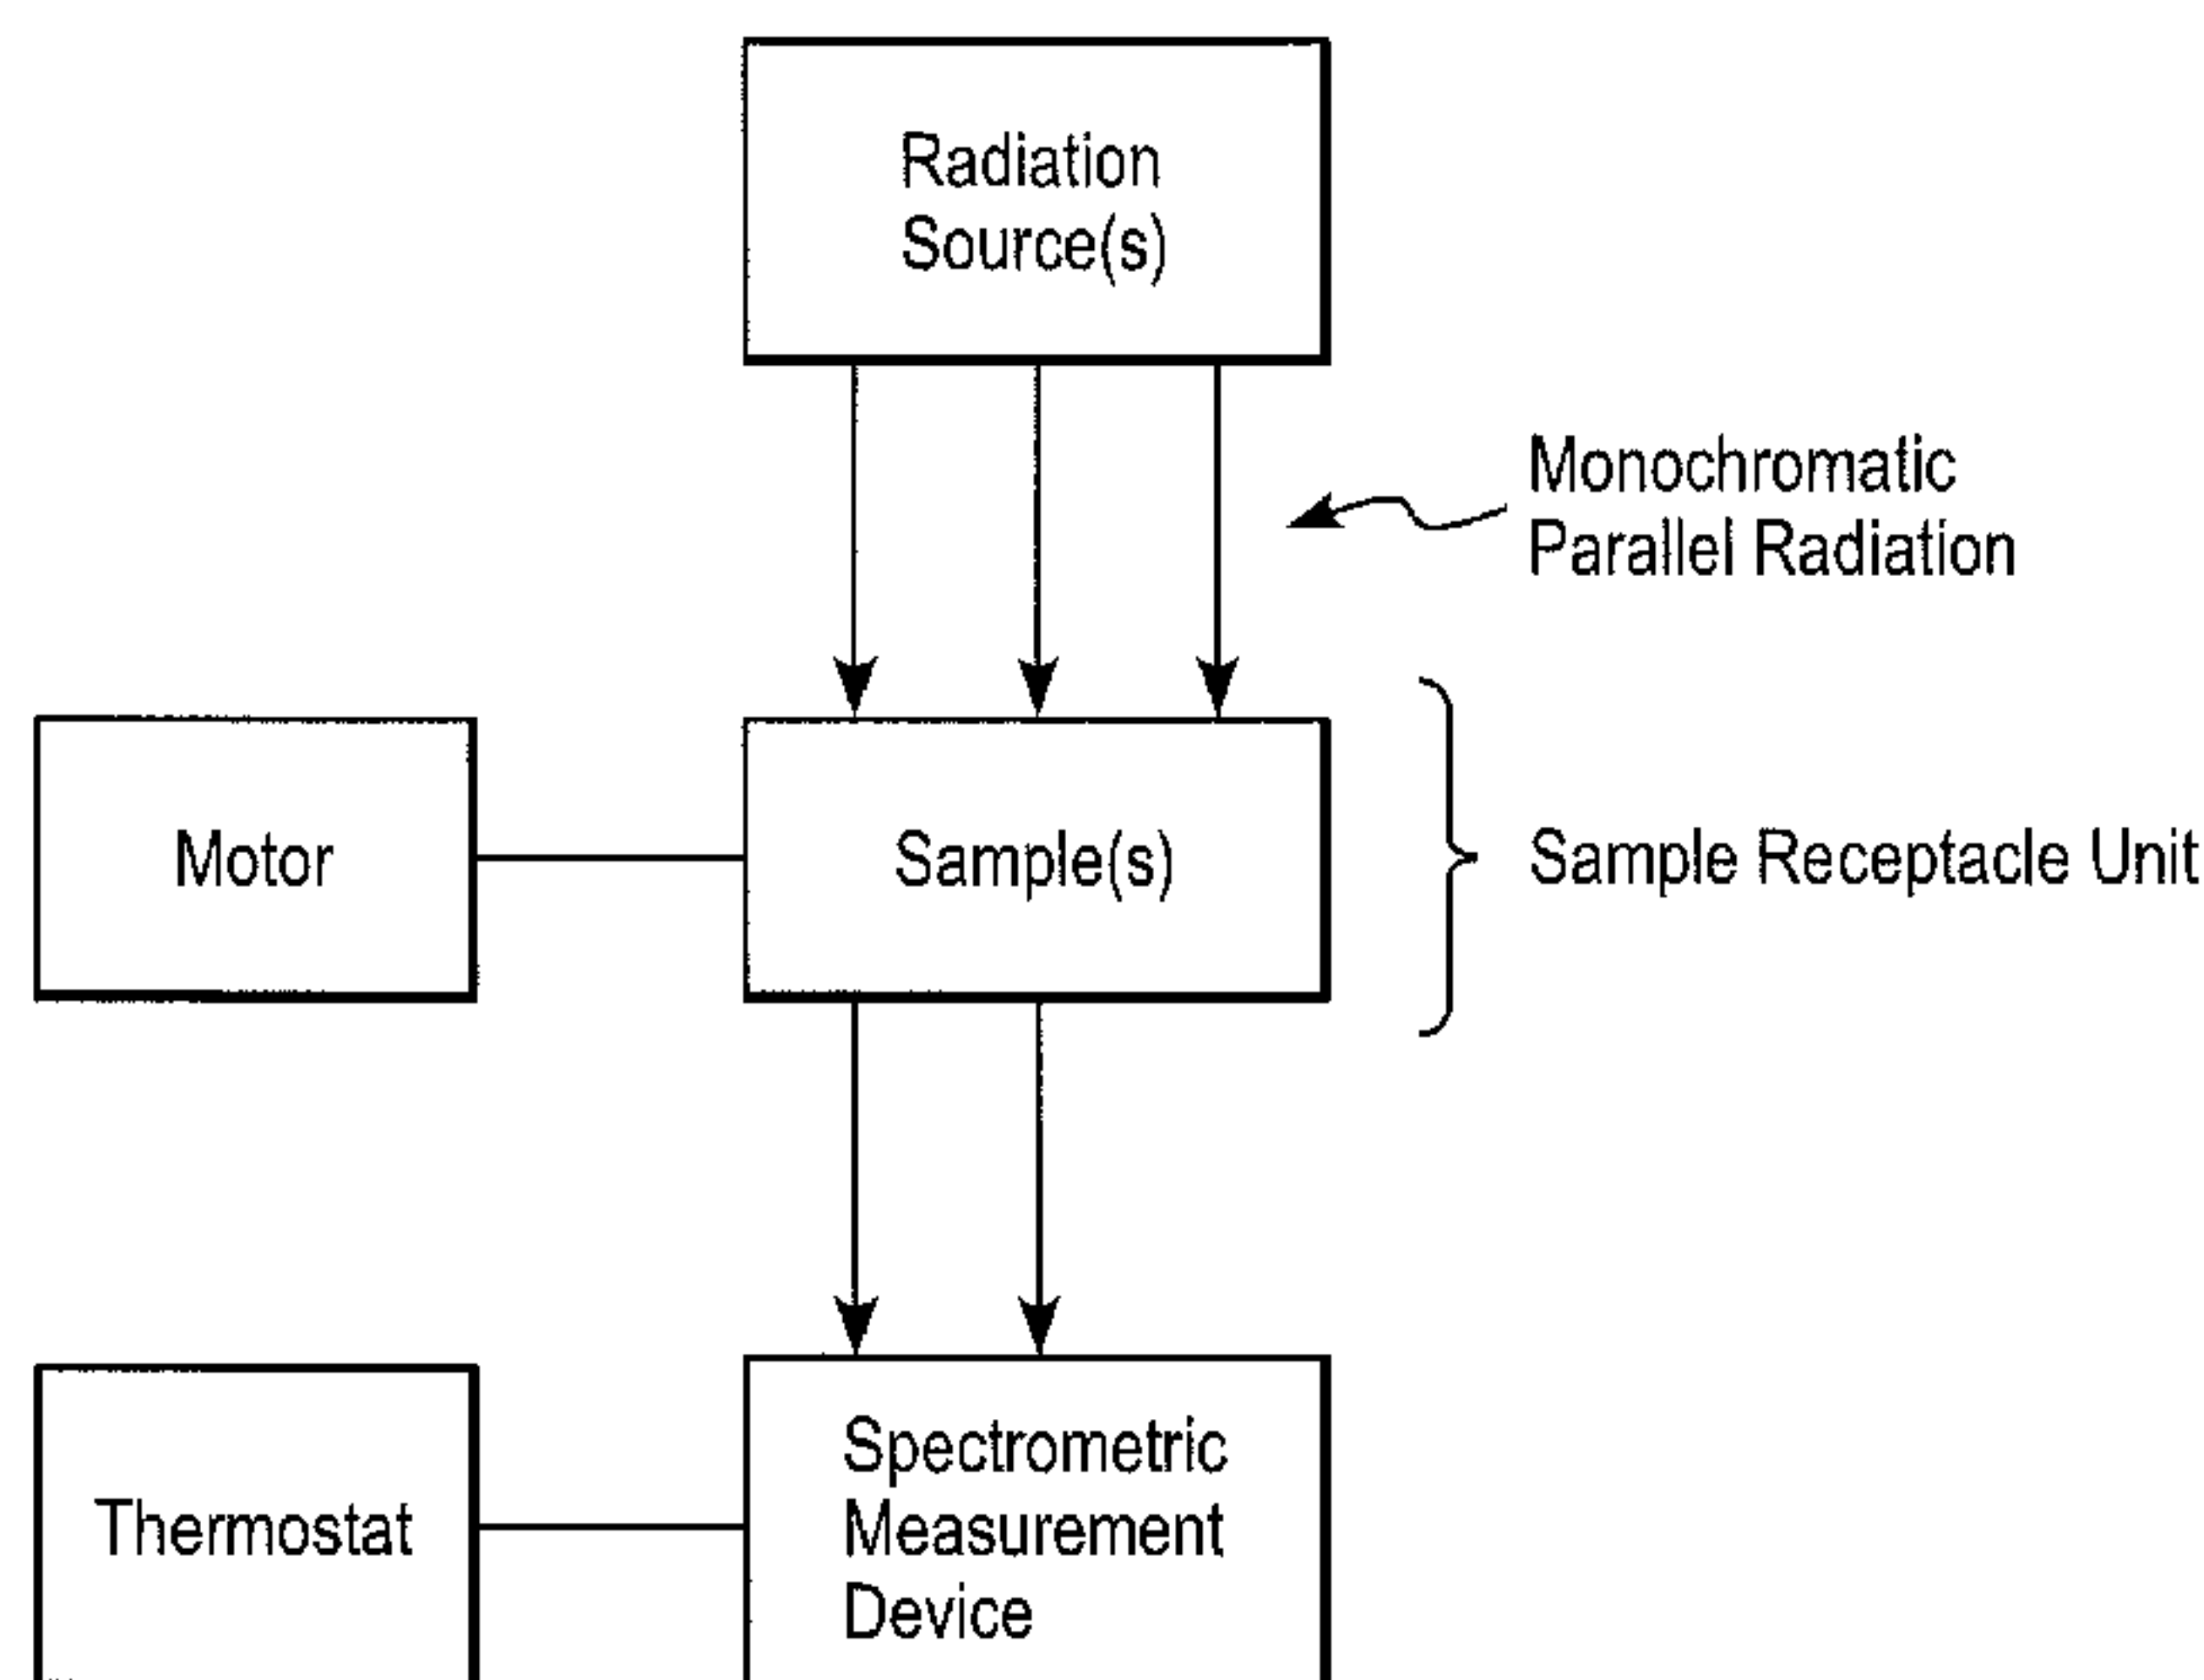 Radiation
Source(s)
Monochromatic
Parallel Radiation
Motor
Sample(s)
Sample Receptacle Unit
Thermostat
Spectrometric
Measurement
Device